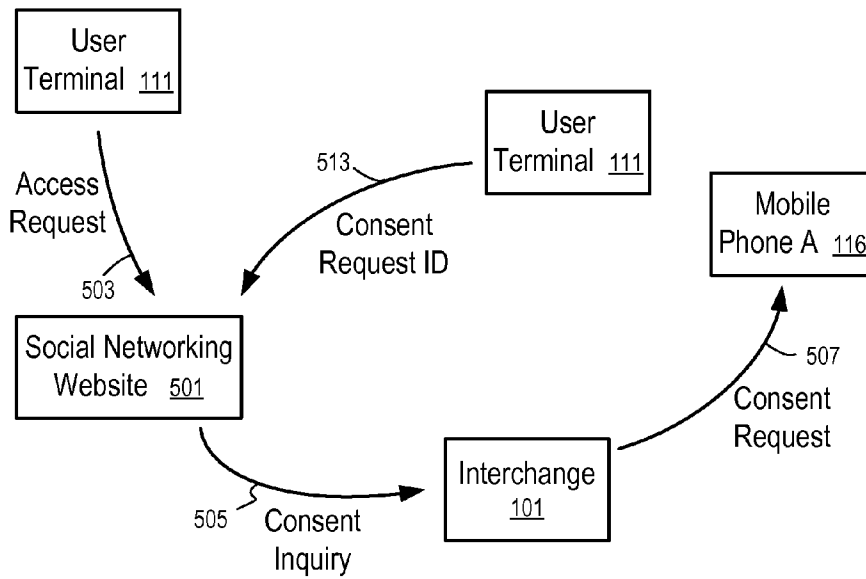 User
Terminal 111
User
Terminal 111
513
Access
Request
Consent
Request ID
Mobile
Phone A 116
503
Social Networking
Website 501
507
Consent
Request
Interchange
101
505
Consent
Inquiry